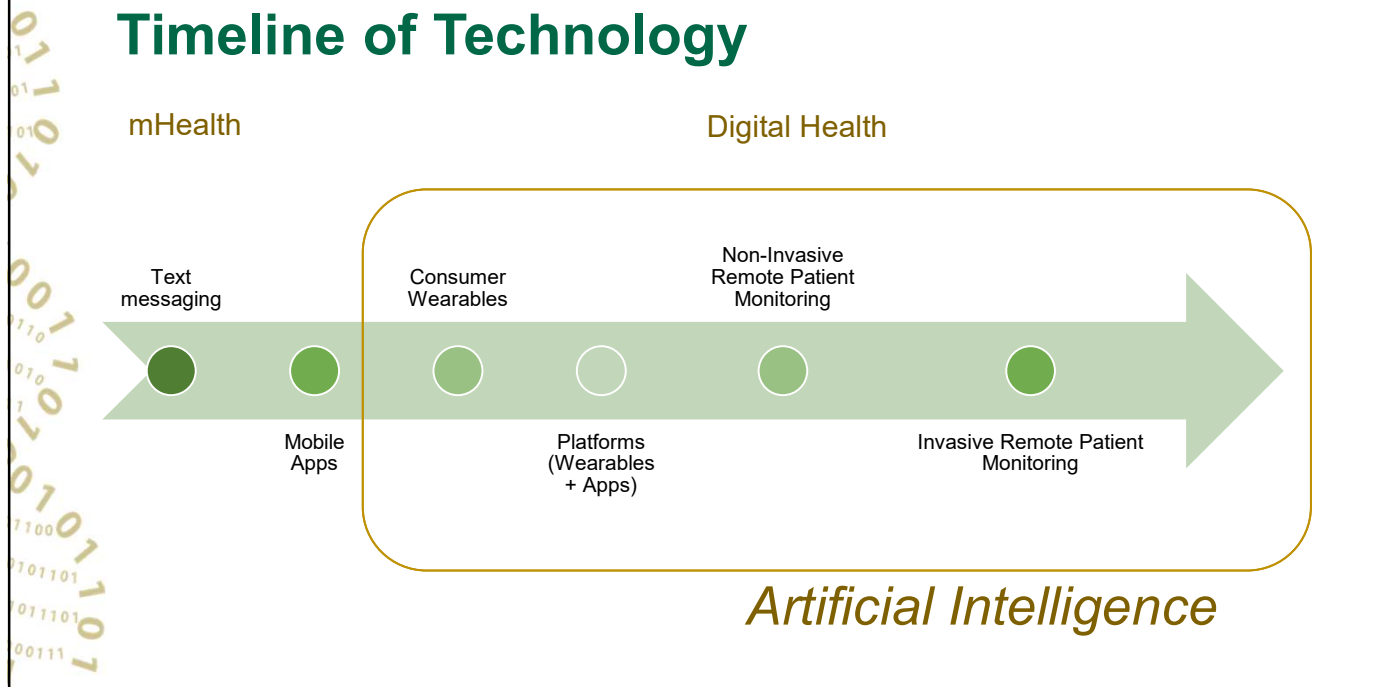 Timeline of Technology
mHealth
Digital Health
Text
messaging
Mobile
Apps
Consumer
Wearables
Platforms
(Wearables
+ Apps)
Non-Invasive
Remote Patient
Monitoring
Invasive Remote Patient
Monitoring
Artificial Intelligence